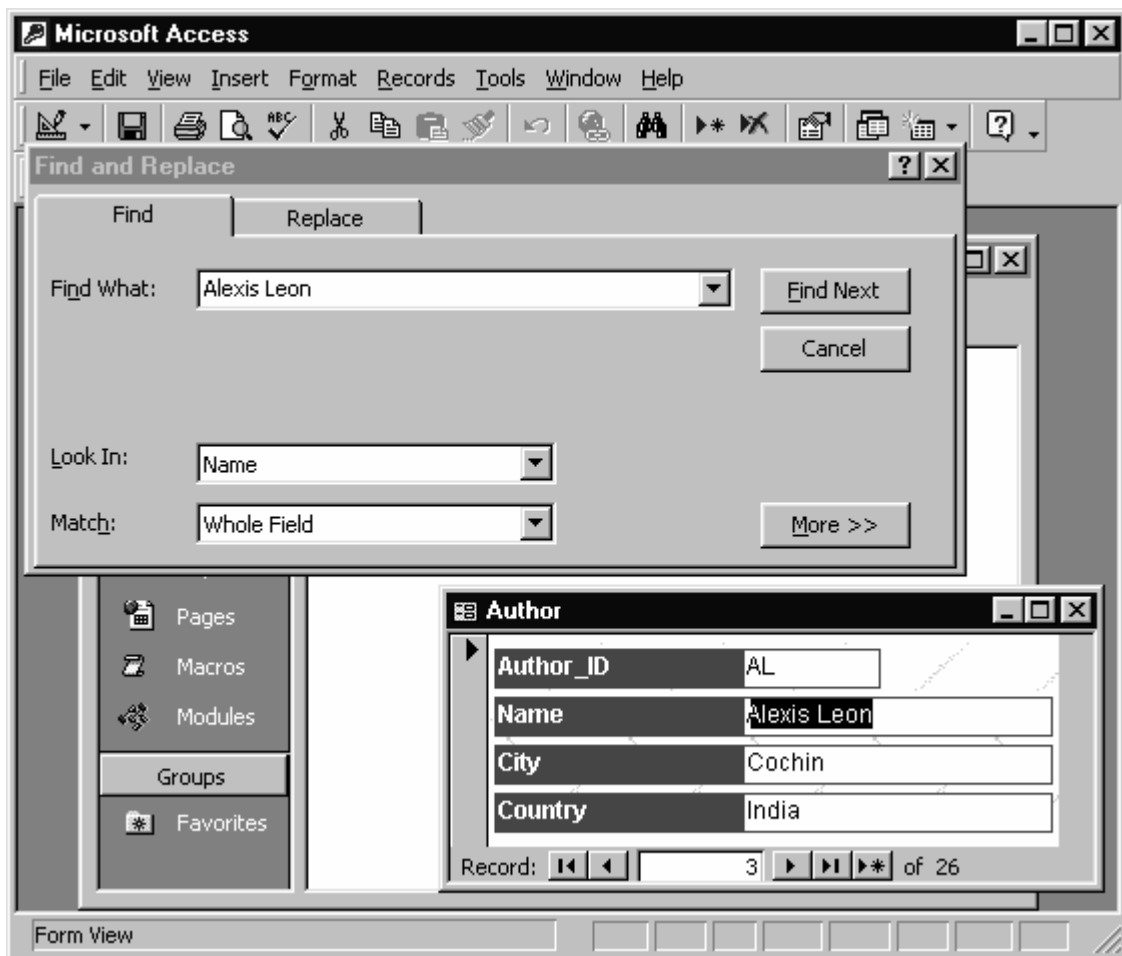 Microsoft Access
File Edit View Insert Format Records Tools Window Help
ABC
Find and Replace
Find Replace
Find What: Alexis Leon Find Next
Cancel
Look In: Name
Match: Whole Field More >>
Pages
Macros
Modules
Groups
Favorites
Author
Author_ID AL
Name Alexis Leon
City Cochin
Country India
Record: 3 of 26
Form View